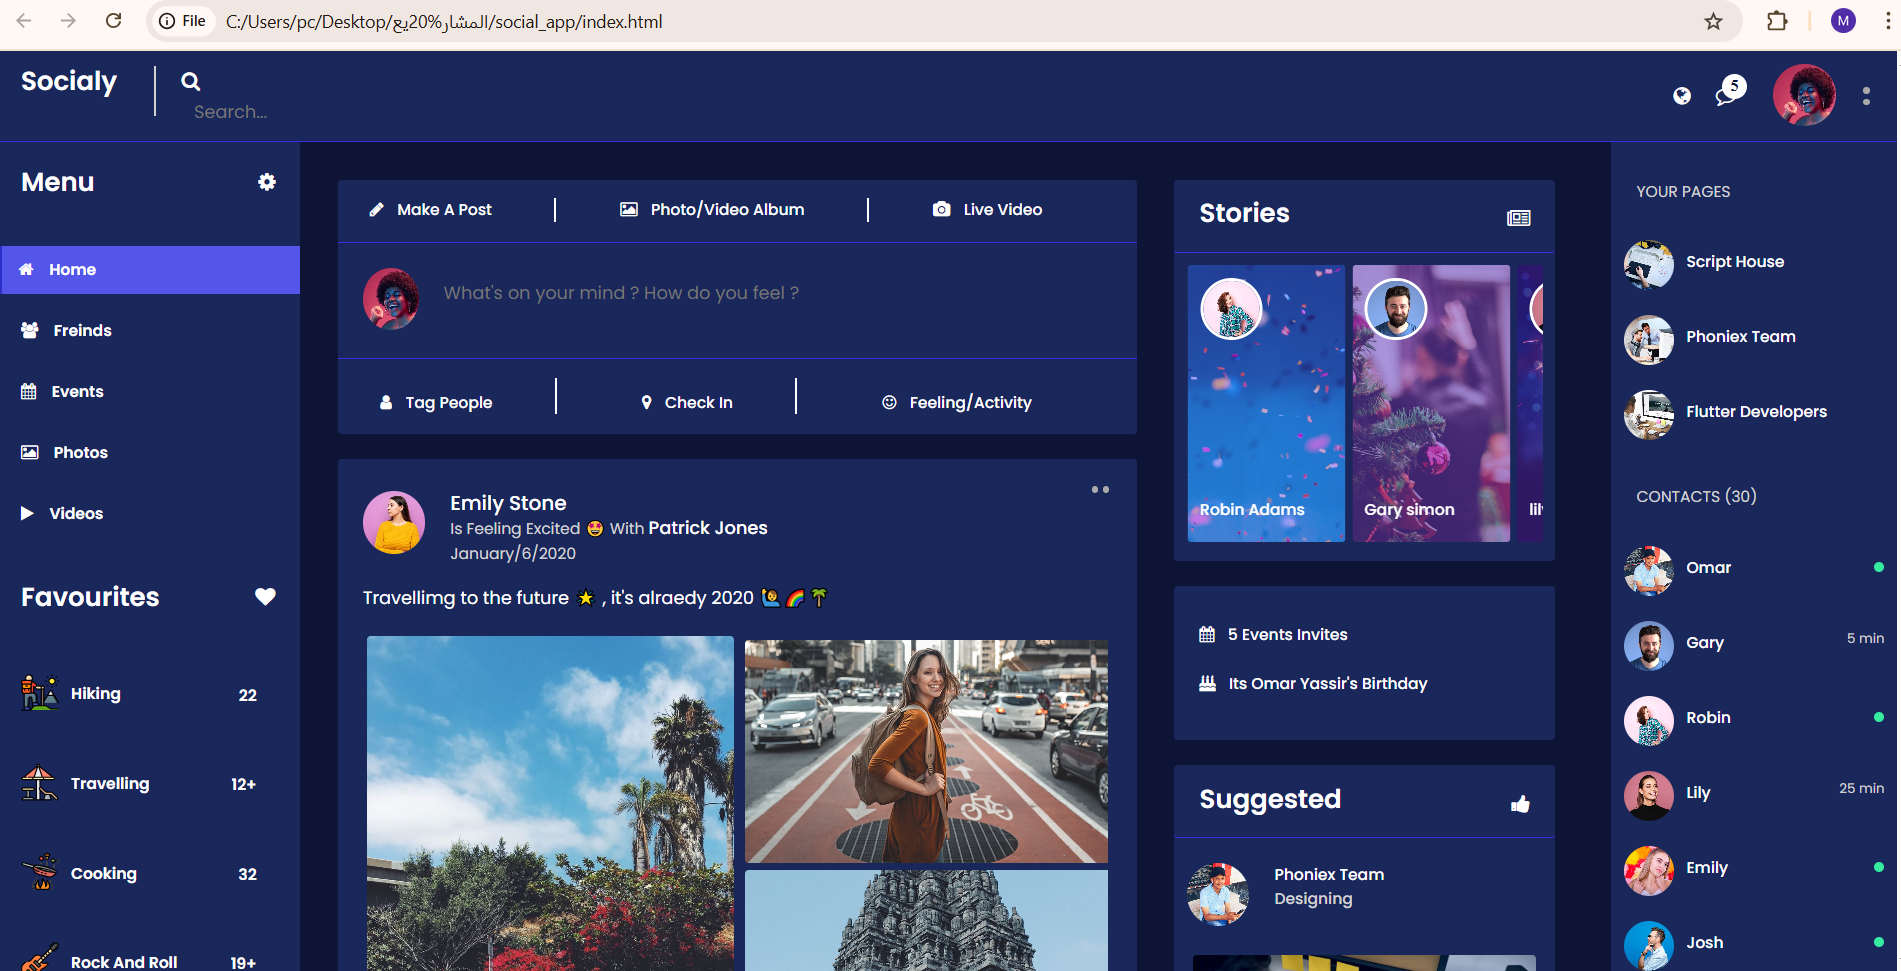 File C:/Users/pc/Desktop/المشار%20يع/social_app/index.html
M
Socialy
Search...
5
Menu
Home
Freinds
Events
Photos
Videos
Favourites
Hiking 22
Travelling 12+
Cooking 32
Rock And Roll 19+
Make A Post
Photo/Video Album
Live Video
What's on your mind ? How do you feel ?
Tag People
Check In
Feeling/Activity
Emily Stone
Is Feeling Excited 🤩 With Patrick Jones
January/6/2020
Travellimg to the future 🌟 , it's alraedy 2020 🙋🌈🌴
Stories
Robin Adams
Gary simon
5 Events Invites
Its Omar Yassir's Birthday
Suggested
Phoniex Team
Designing
YOUR PAGES
Script House
Phoniex Team
Flutter Developers
CONTACTS (30)
Omar
Gary 5 min
Robin
Lily 25 min
Emily
Josh